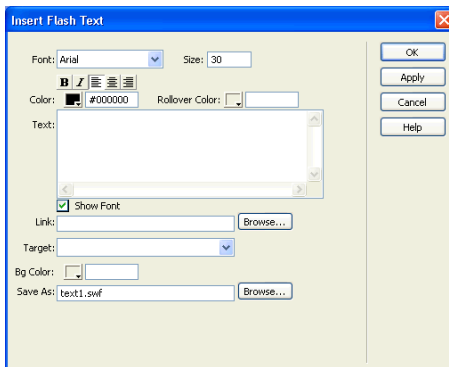 Insert Flash Text
Font: Arial Size: 30 OK
B I Apply
Color: #000000 Rollover Color: Cancel
Text: Help
Show Font
Link: Browse...
Target:
Bg Color:
Save As: text1.swf Browse...